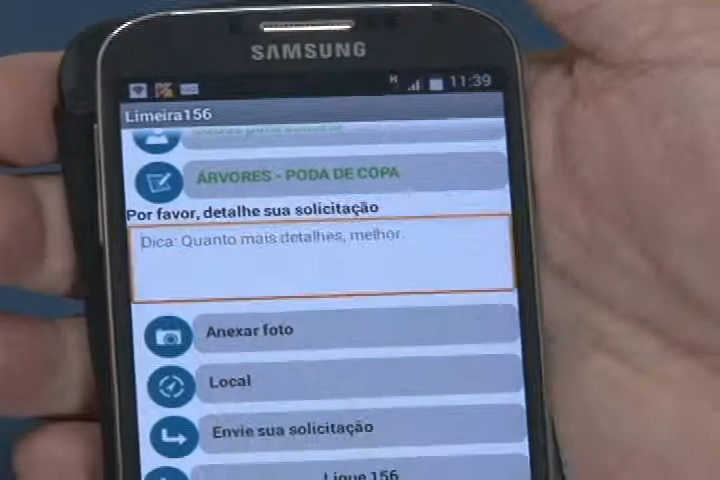 SAMSUNG
H 11:39
Limeira156
ÁRVORES - PODA DE COPA
Por favor, detalhe sua solicitação
Dica: Quanto mais detalhes, melhor.
Anexar foto
Local
Envie sua solicitação
Ligue 156